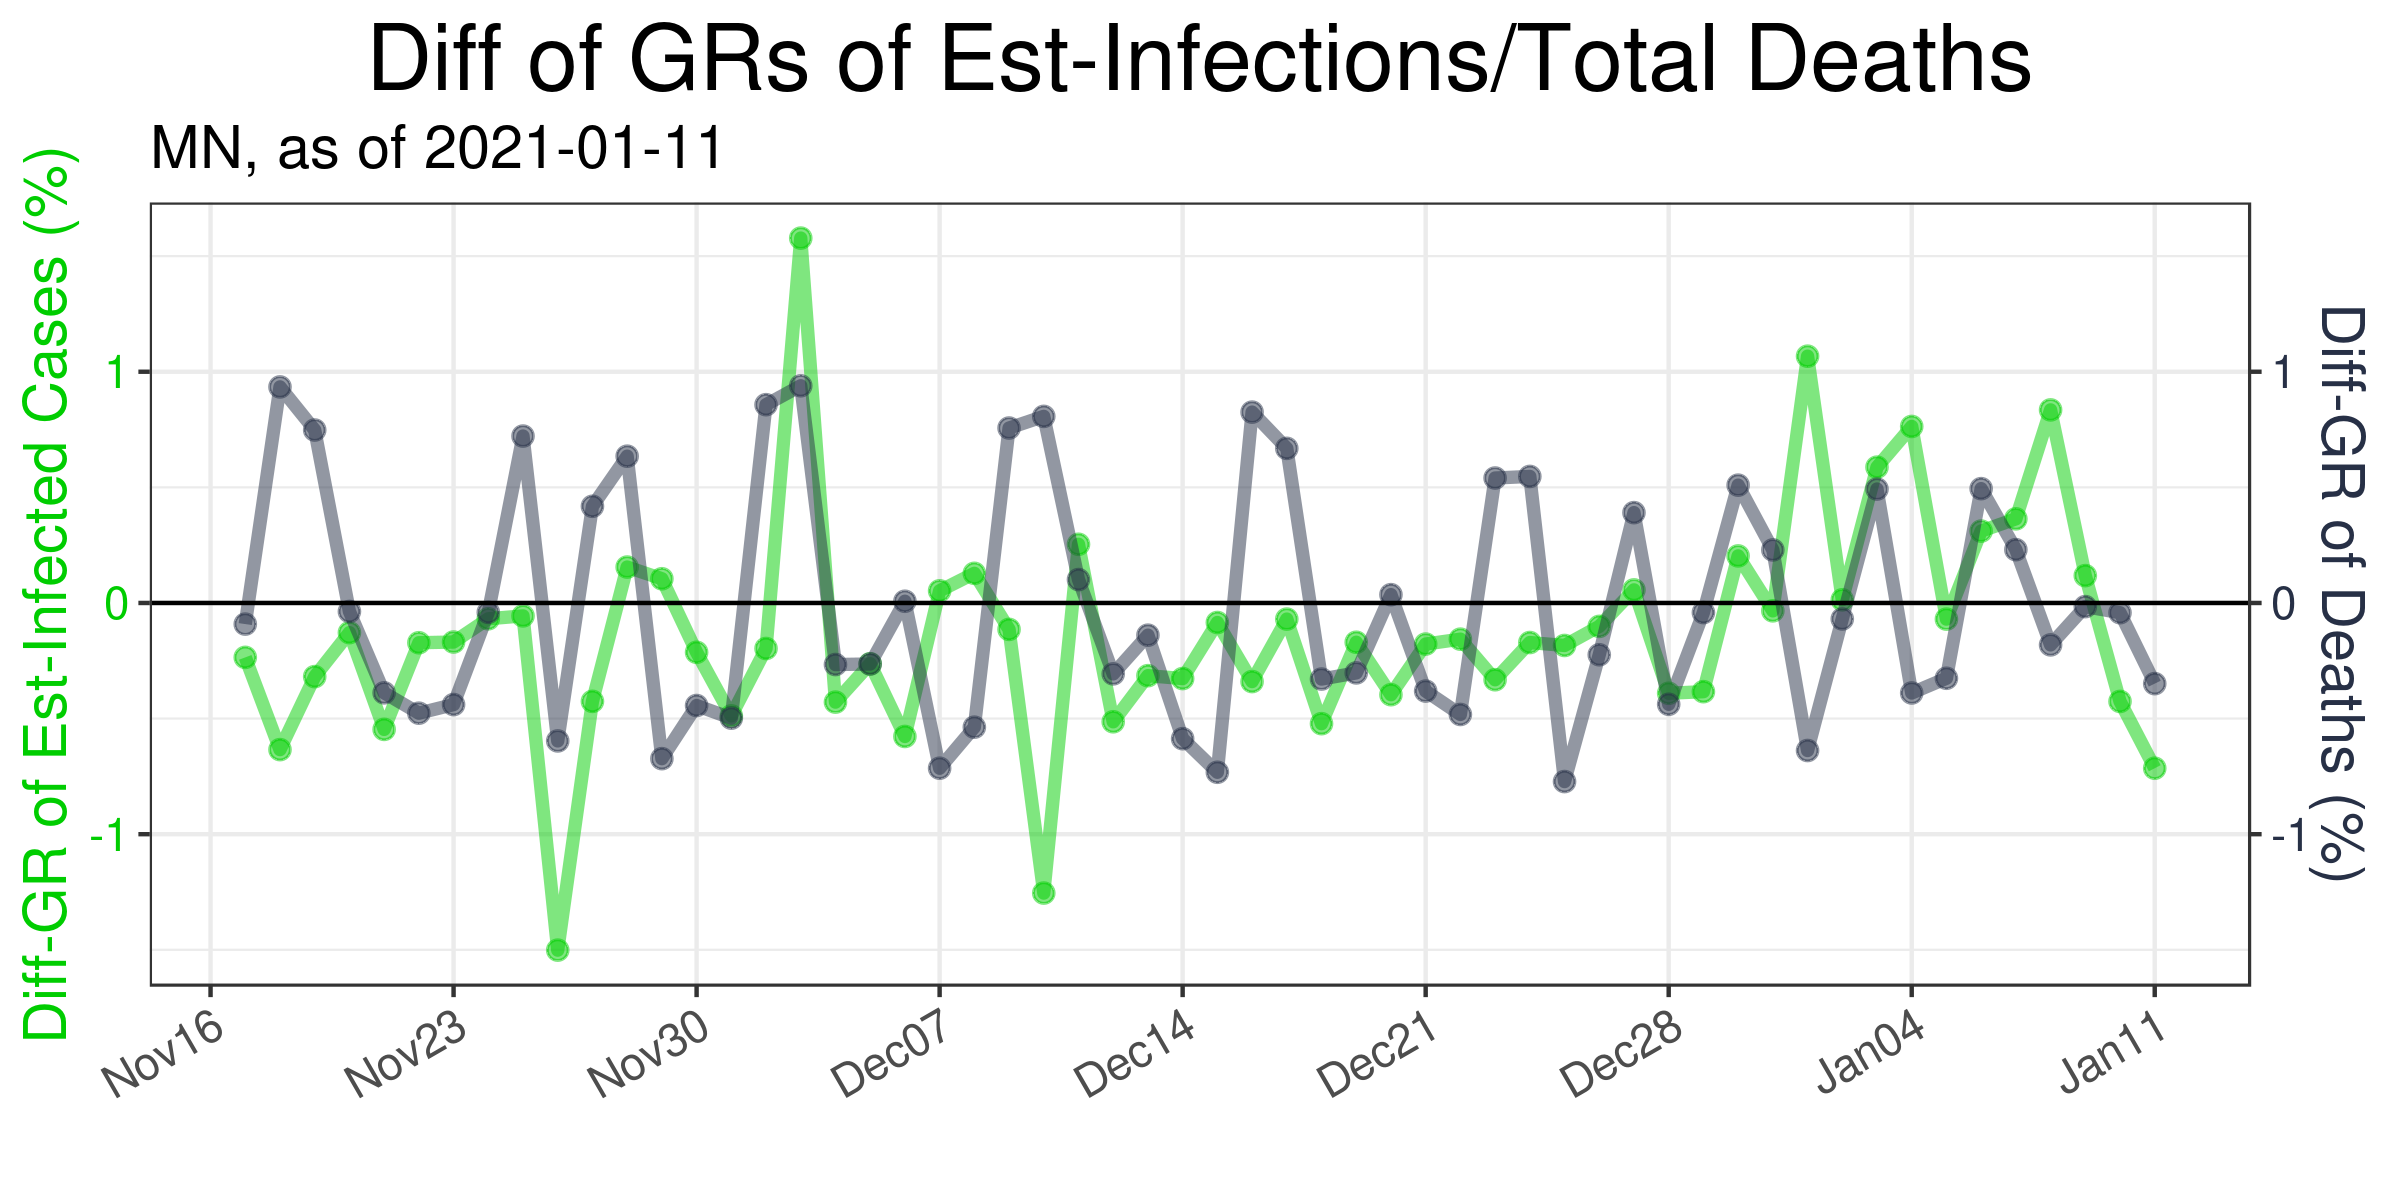 Diff of GRs of Est-Infections/Total Deaths
MN, as of 2021-01-11
Diff-GR of Est-Infected Cases (%)
1
0
-1
1
0
-1
Diff-GR of Deaths (%)
Nov16
Nov23
Nov30
Dec07
Dec14
Dec21
Dec28
Jan04
Jan11